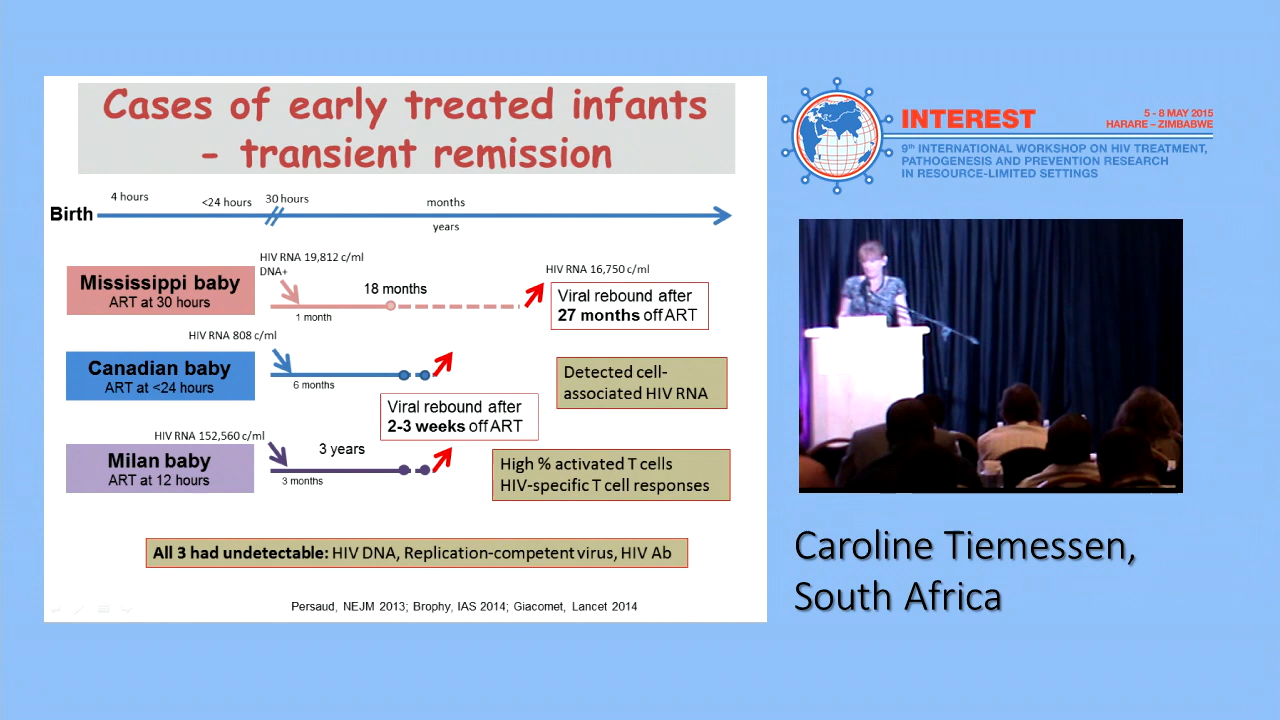 Cases of early treated infants
- transient remission
4 hours
<24 hours
30 hours
months
Birth
years
HIV RNA 19,812 c/ml
DNA+
HIV RNA 16,750 c/ml
Mississippi baby
ART at 30 hours
18 months
1 month
Viral rebound after
27 months off ART
HIV RNA 808 c/ml
Canadian baby
ART at <24 hours
6 months
Detected cell-
associated HIV RNA
Viral rebound after
2-3 weeks off ART
HIV RNA 152,560 c/ml
Milan baby
ART at 12 hours
3 years
3 months
High % activated T cells
HIV-specific T cell responses
All 3 had undetectable: HIV DNA, Replication-competent virus, HIV Ab
Persaud, NEJM 2013; Brophy, IAS 2014; Giacomet, Lancet 2014
INTEREST
5 - 8 MAY 2015
HARARE – ZIMBABWE
9th INTERNATIONAL WORKSHOP ON HIV TREATMENT,
PATHOGENESIS AND PREVENTION RESEARCH
IN RESOURCE-LIMITED SETTINGS
Caroline Tiemessen,
South Africa